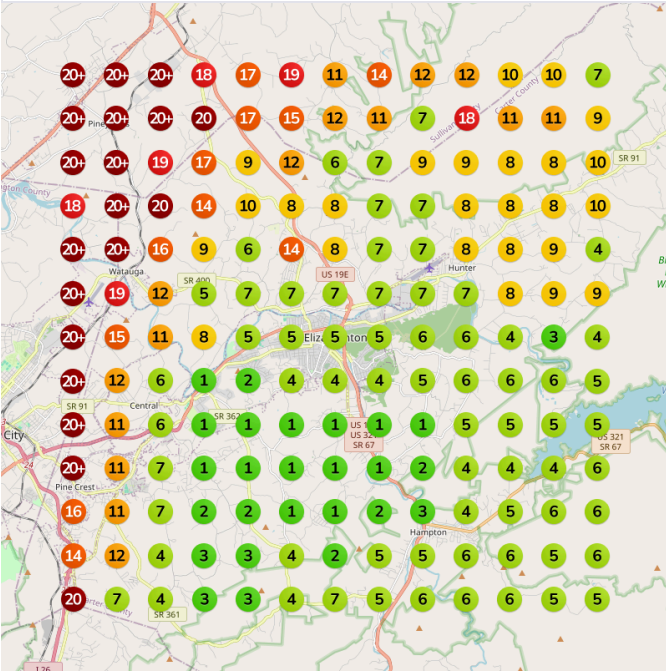 20+ 20+ 20+ 18 17 19 11 14 12 12 10 10 7
20+ 20+ 20+ 20 17 15 12 11 7 18 11 11 9
Sullivan Carter County
20+ 20+ 19 17 9 12 6 7 9 9 8 8 10
SR 91
County
18 20+ 20 14 10 8 8 7 7 8 8 8 10
20+ 20+ 16 9 6 14 8 7 7 8 8 9 4
Watauga SR 400 US 19E Hunter
20+ 19 12 5 7 7 7 7 7 7 8 9 9
20+ 15 11 8 5 5 5 5 6 6 4 3 4
20+ 12 6 1 2 4 4 4 5 6 6 6 5
SR 91 Central SR 362
20+ 11 6 1 1 1 1 1 1 5 5 5 5
City
US 321
SR 67
US 321
SR 67
24
20+ 11 7 1 1 1 1 1 2 4 4 4 6
Pine Crest
16 11 7 2 2 1 1 2 3 4 5 6 6
Hampton
14 12 4 3 3 4 2 5 5 6 6 5 6
20 7 4 3 3 4 7 5 6 6 6 5 5
Carter County SR 361
I 26